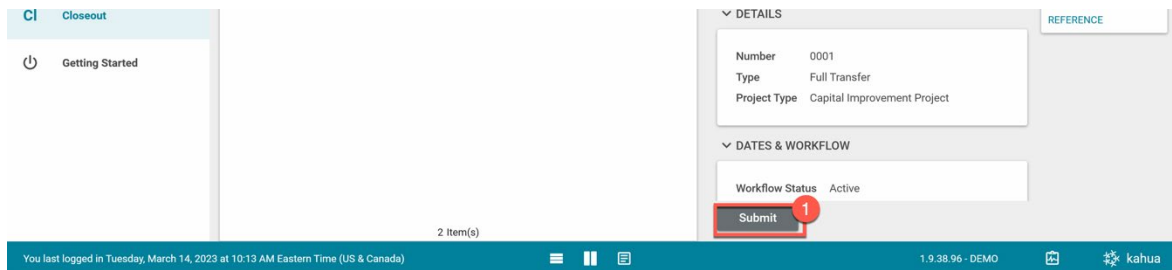 CI Closeout
Getting Started
2 Item(s)
DETAILS
Number 0001
Type Full Transfer
Project Type Capital Improvement Project
DATES & WORKFLOW
Workflow Status Active
Submit 1
REFERENCE
You last logged in Tuesday, March 14, 2023 at 10:13 AM Eastern Time (US & Canada)
1.9.38.96 - DEMO
kahua